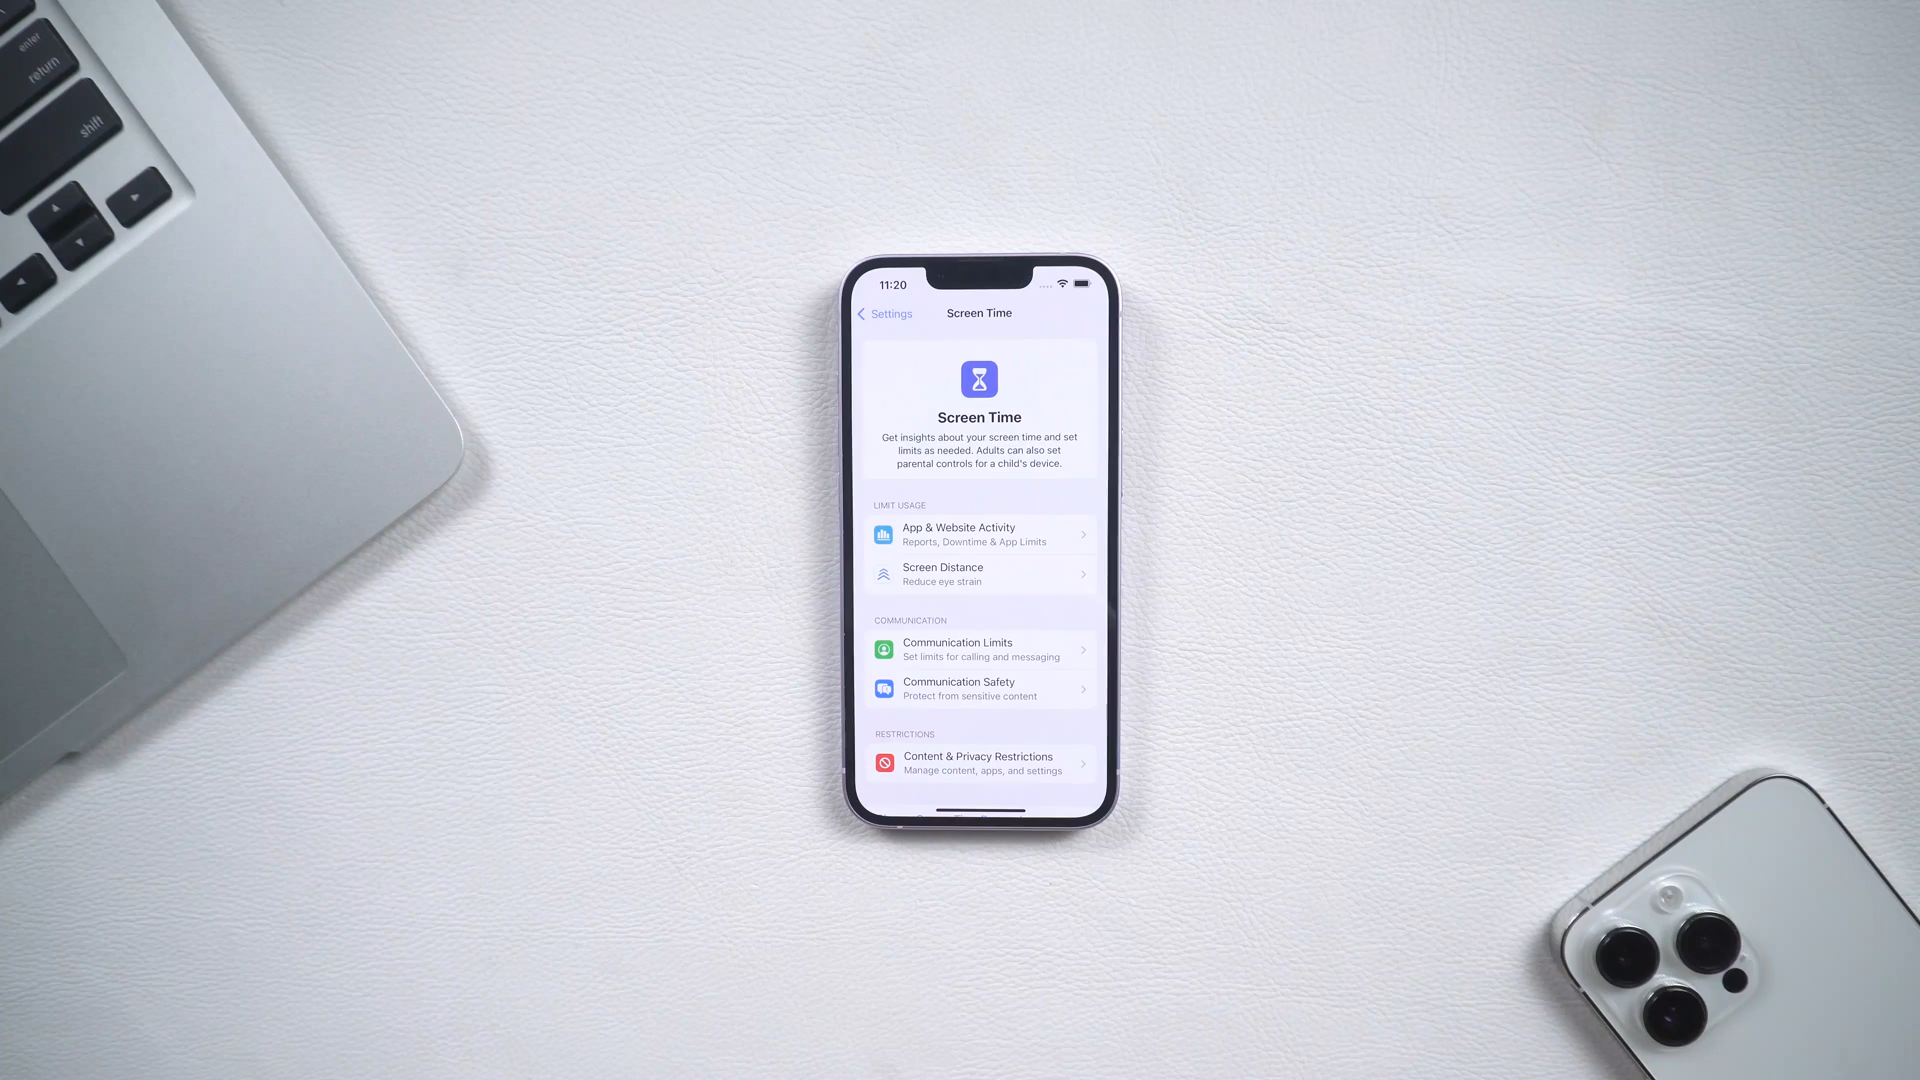 enter
return
shift
11:20
Settings
Screen Time
Screen Time
Get insights about your screen time and set
limits as needed. Adults can also set
parental controls for a child's device.
LIMIT USAGE
App & Website Activity
Reports, Downtime & App Limits
Screen Distance
Reduce eye strain
COMMUNICATION
Communication Limits
Set limits for calling and messaging
Communication Safety
Protect from sensitive content
RESTRICTIONS
Content & Privacy Restrictions
Manage content, apps, and settings